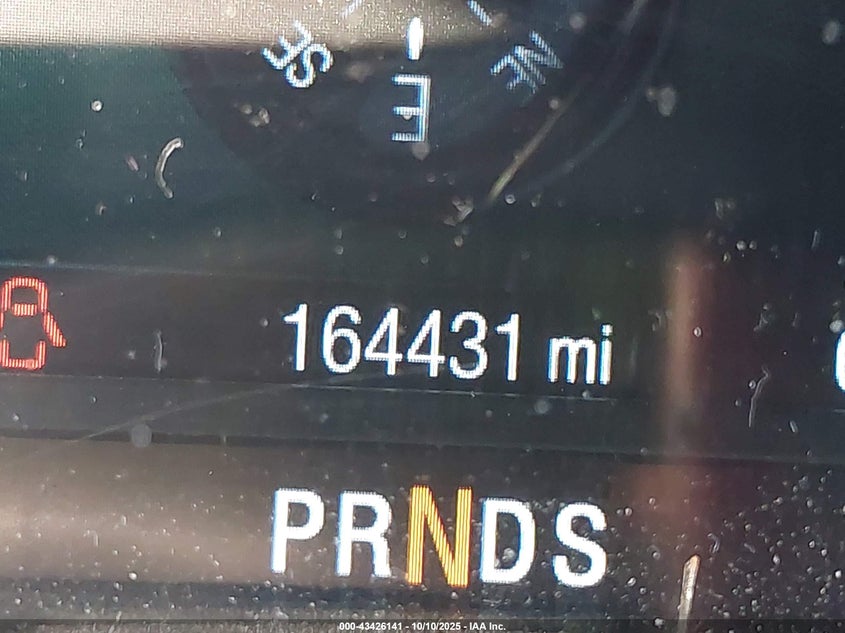 SE E NE
164431 mi
PRNDS
000-43426141 - 10/10/2025 - IAA Inc.